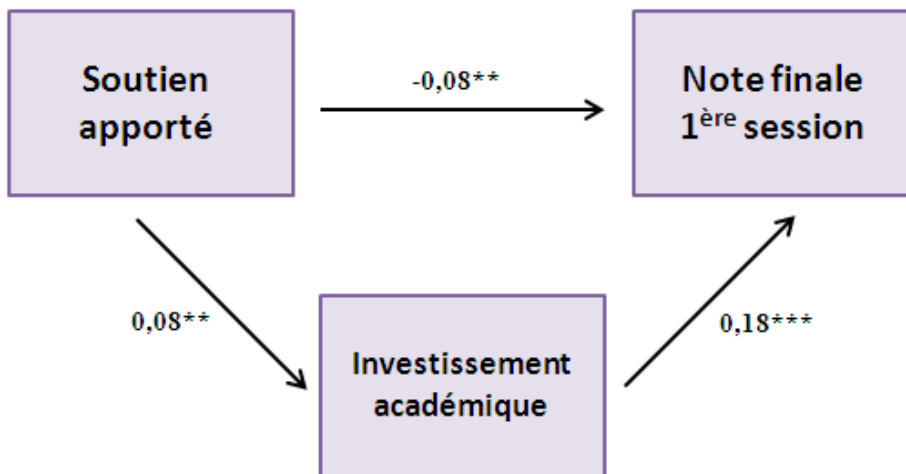 Soutien
apporté
-0,08**
Note finale
1ère session
0,08**
Investissement
académique
0,18***